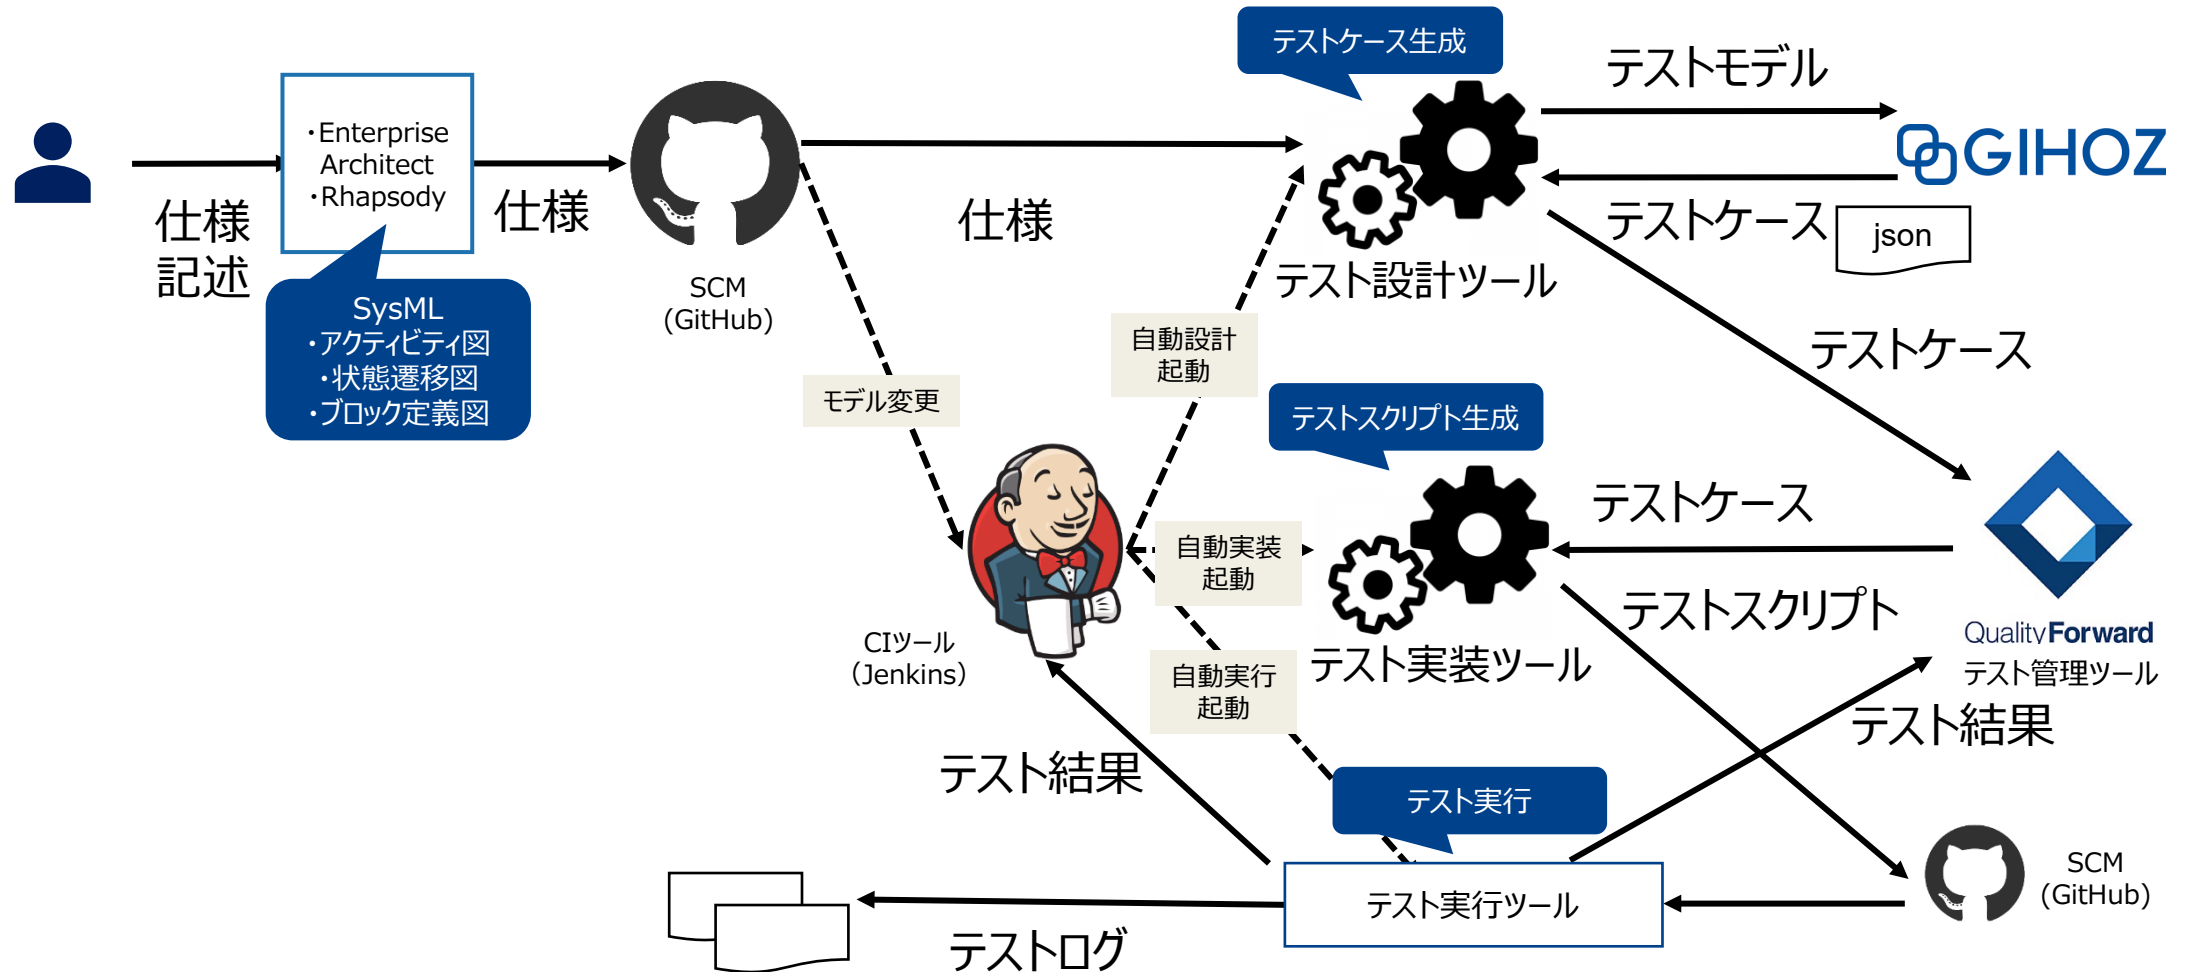 テストケース生成
テストモデル
・Enterprise
Architect
・Rhapsody
GIHOZ
仕様
記述
仕様
仕様
テストケース
json
SysML
・アクティビティ図
・状態遷移図
・ブロック定義図
SCM
(GitHub)
テスト設計ツール
自動設計
起動
テストケース
モデル変更
テストスクリプト生成
テストケース
自動実装
起動
テストスクリプト
CIツール
(Jenkins)
テスト実装ツール
QualityForward
テスト管理ツール
自動実行
起動
テスト結果
テスト結果
テスト実行
テスト実行ツール
SCM
(GitHub)
テストログ